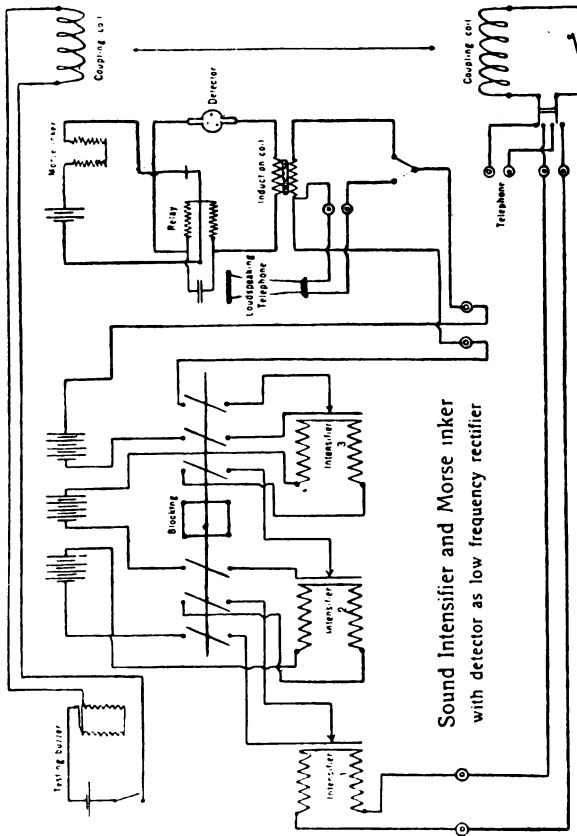 Coupling coil
Testing buzzer
Morse inker
Relay
Detector
Induction coil
Loudspeaking
Telephone
Blocking
Intensifier
1
Intensifier
2
Intensifier
3
Coupling coil
Telephone
Sound Intensifier and Morse inker
with detector as low frequency rectifier